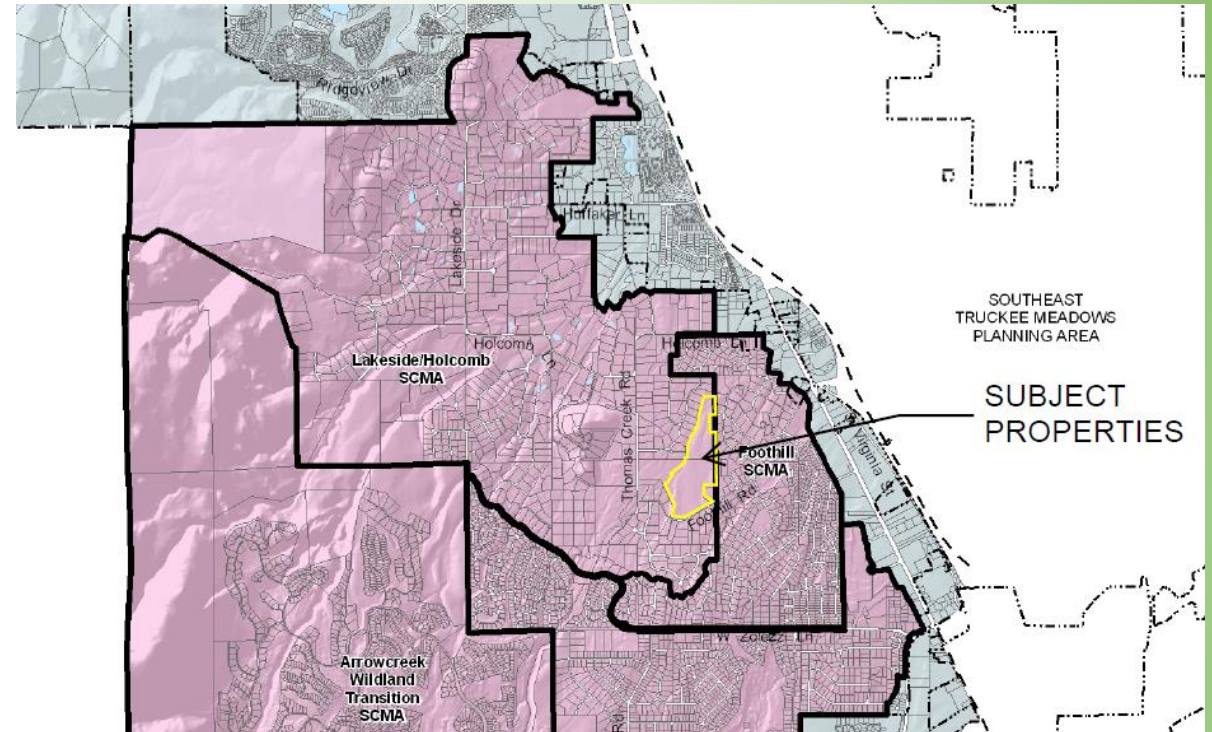 Ridgeview Dr
Huffaker Ln
Lakeside Dr
SOUTHEAST
TRUCKEE MEADOWS
PLANNING AREA
Holcomb Ln
Holcomb Ln
Lakeside/Holcomb
SCMA
Thomas Creek Rd
SUBJECT
PROPERTIES
Foothill
SCMA
S Virginia St
Foothill Rd
W Zolezzi Ln
Arrowcreek
Wildland
Transition
SCMA
Rd